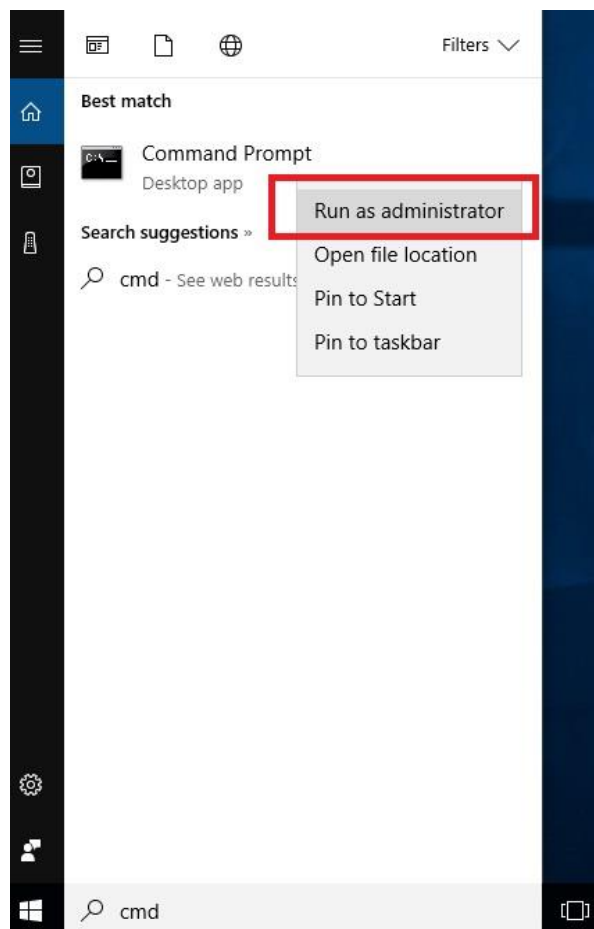 Filters
Best match
C:\_
Command Prompt
Desktop app
Run as administrator
Search suggestions »
Open file location
cmd - See web results
Pin to Start
Pin to taskbar
cmd